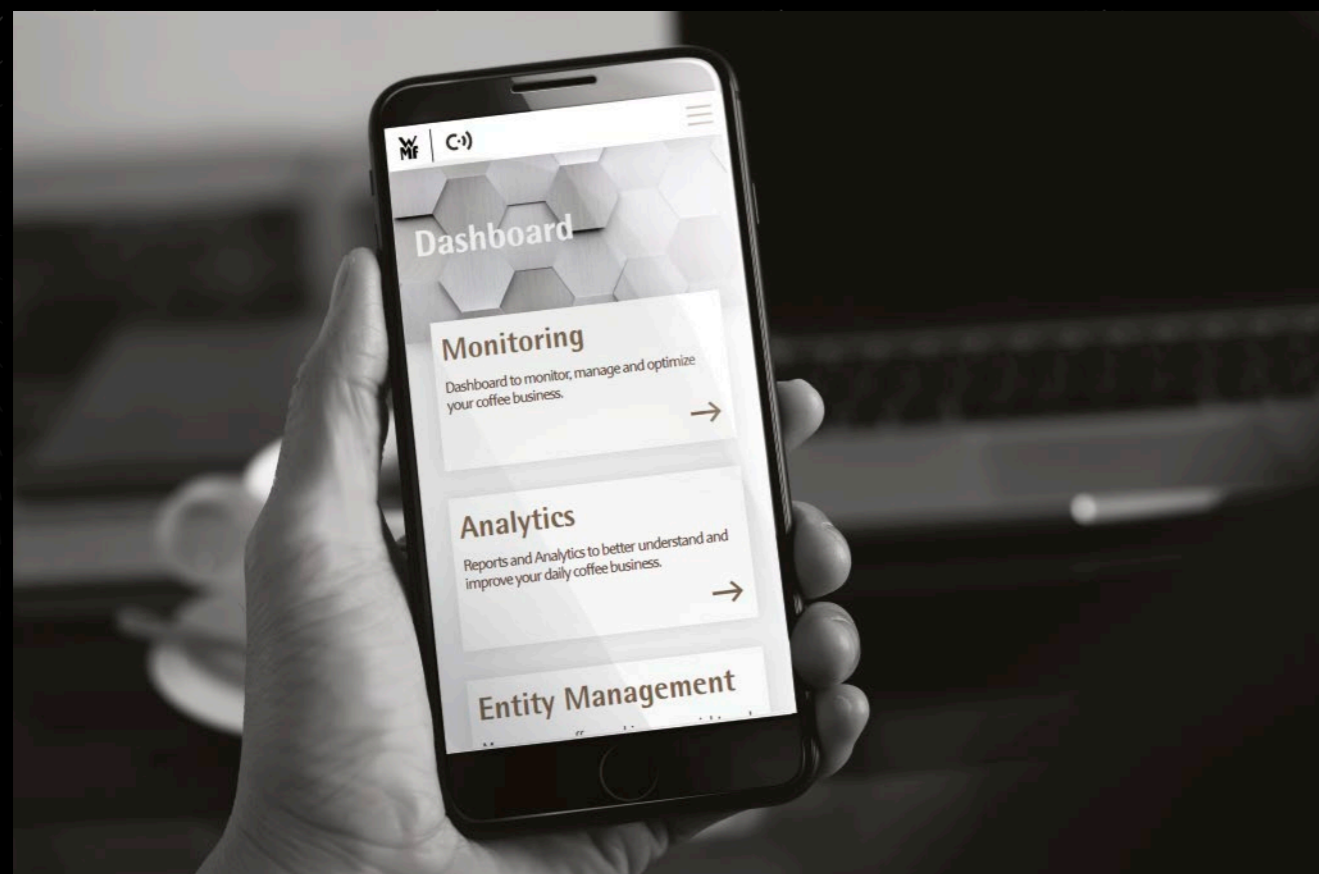 WMF
Dashboard
Monitoring
Dashboard to monitor, manage and optimize
your coffee business.
Analytics
Reports and Analytics to better understand and
improve your daily coffee business.
Entity Management